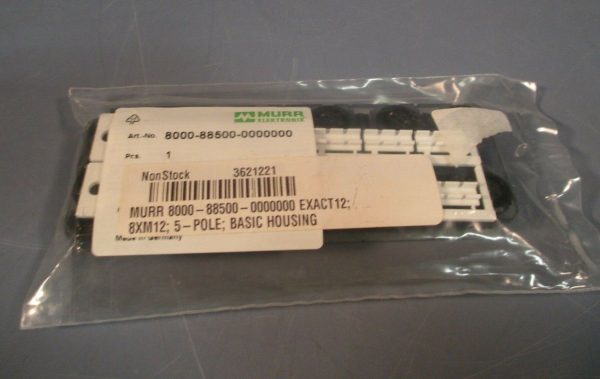 MURR
ELEKTRONIK
Art.-No. 8000-88500-0000000
Pcs. 1
NonStock 3621221
MURR 8000-88500-0000000 EXACT12;
8XM12; 5-POLE; BASIC HOUSING
Made in Germany